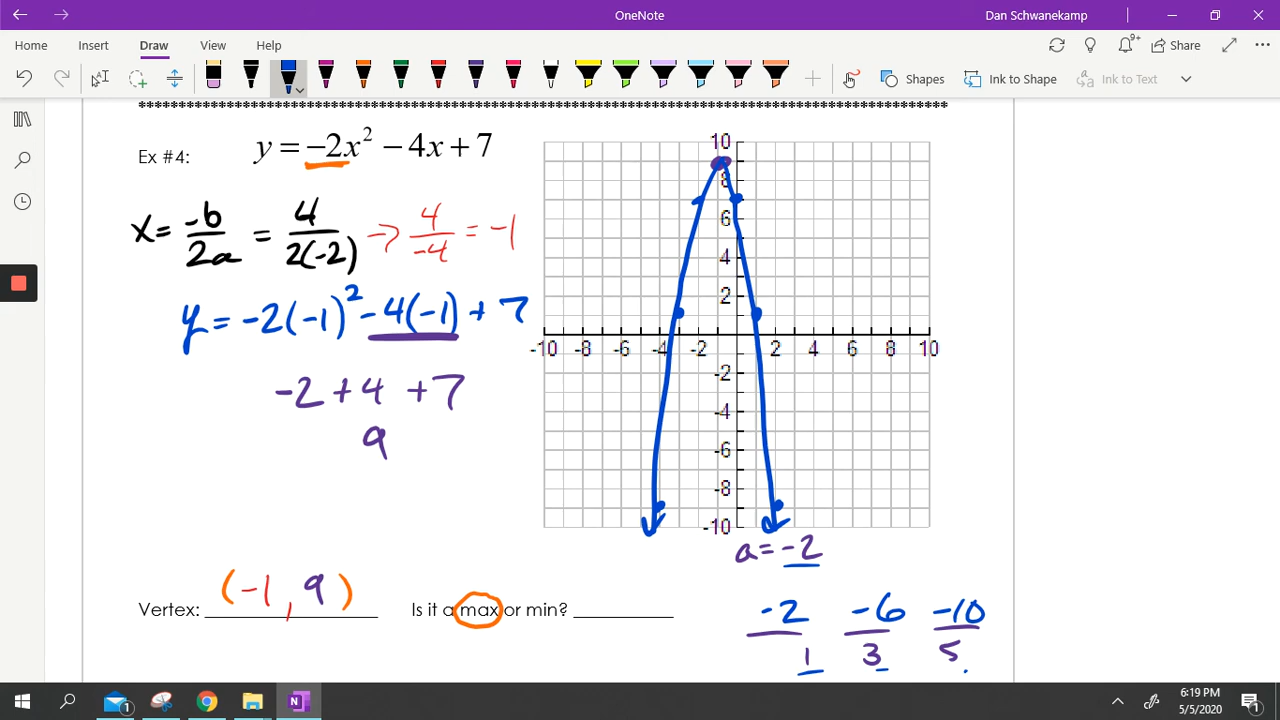 OneNote
Dan Schwanekamp
Home Insert Draw View Help
Share
Shapes Ink to Shape Ink to Text
********************************************************************************
Ex #4: y = −2x² − 4x + 7
x = -b/2a = 4/2(-2) → 4/-4 = -1
y = -2(-1)² - 4(-1) + 7
-2 + 4 + 7
9
10
8
6
4
2
-10 -8 -6 -4 -2 2 4 6 8 10
-2
-4
-6
-8
-10
a = -2
Vertex: (-1, 9) Is it a max or min? ________
-2/1 -6/3 -10/5
6:19 PM
5/5/2020